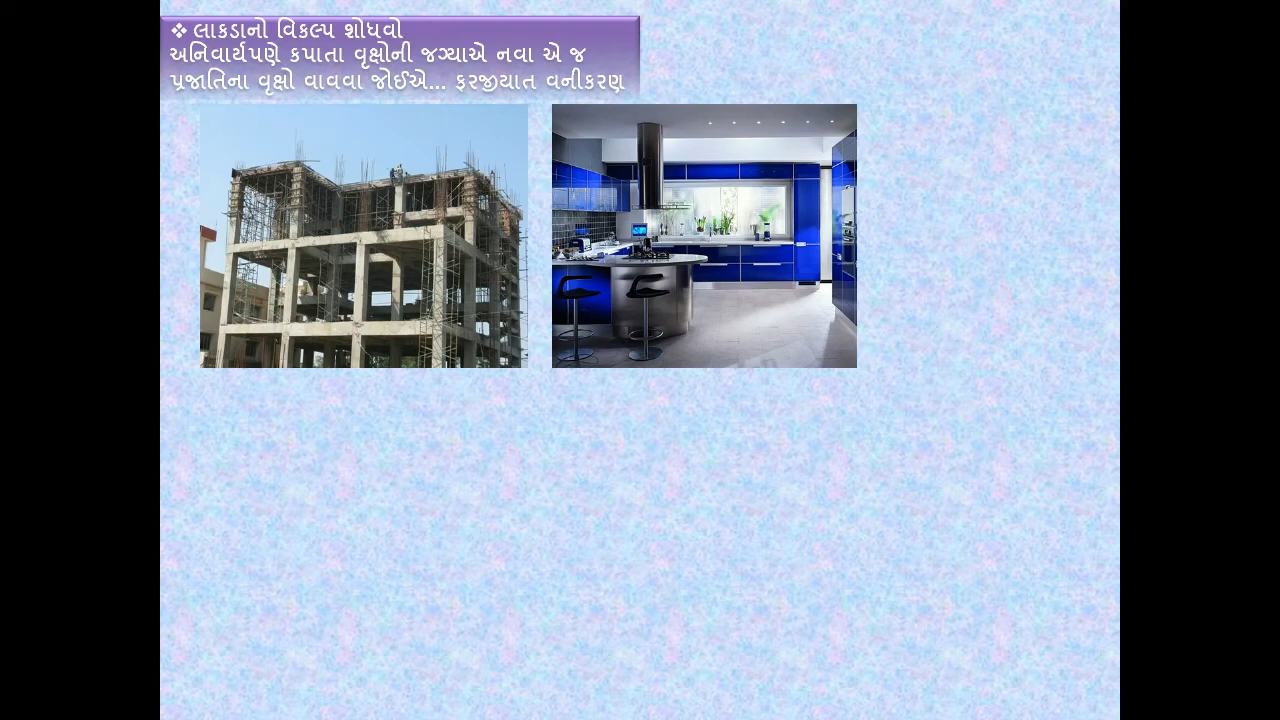 ❖ લાકડાનો વિકલ્પ શોધવો
અનિવાર્યપણે કપાતા વૃક્ષોની જગ્યાએ નવા એ જ
પ્રજાતિના વૃક્ષો વાવવા જોઈએ... ફરજીયાત વનીકરણ